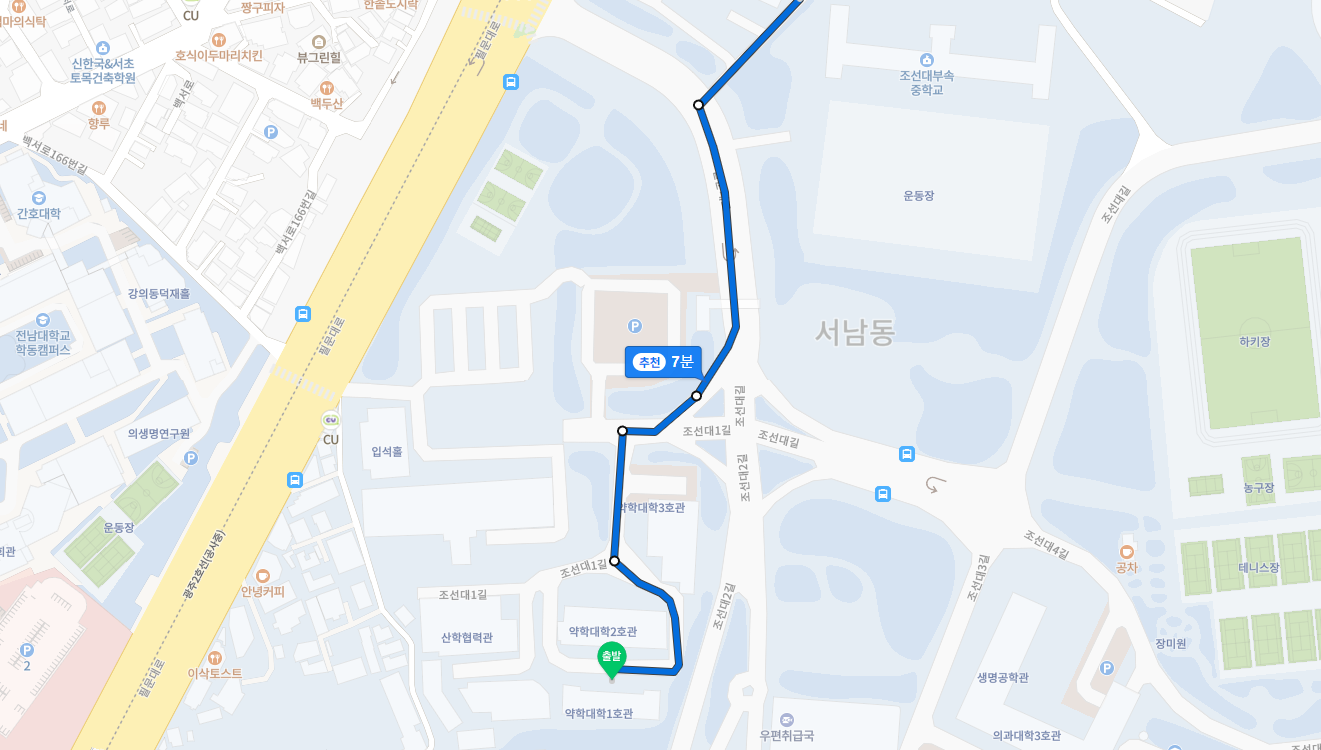 짱구피자
한솥도시락
마의식탁
CU
호식이두마리치킨
뷰그린힐
신한국&서초
토목건축학원
백두산
향루
백서로
백서로166번길
백서로166번길
필문대로
조선대부속
중학교
운동장
조선대길
간호대학
강의동덕재홀
전남대학교
학동캠퍼스
필문대로
서남동
하키장
추천 7분
의생명연구원
CU
입석홀
조선대1길
조선대길
조선대길
조선대2길
농구장
운동장
약학대학3호관
조선대4길
광주2호선(공사중)
조선대1길
조선대1길
안녕커피
조선대3길
공차
테니스장
조선대2길
약학대학2호관
산학협력관
출발
장미원
2
이삭토스트
필문대로
생명공학관
약학대학1호관
우편취급국
의과대학3호관